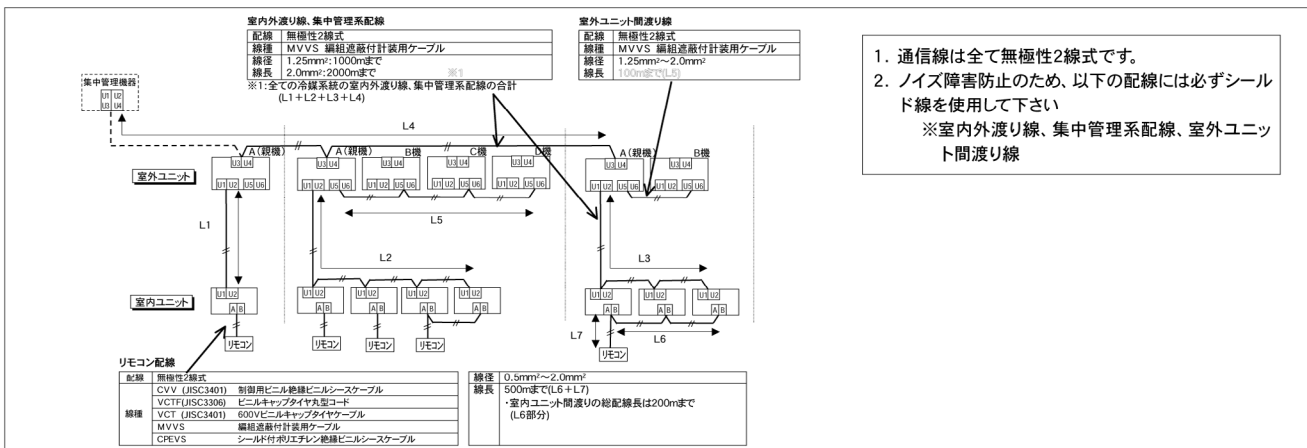 室内外渡り線、集中管理系配線
配線 無極性2線式
線種 MVVS 編組遮蔽付計装用ケーブル
線径 1.25mm²:1000mまで
線長 2.0mm²:2000mまで ※1
※1:全ての冷媒系統の室内外渡り線、集中管理系配線の合計
(L1+L2+L3+L4)
室外ユニット間渡り線
配線 無極性2線式
線種 MVVS 編組遮蔽付計装用ケーブル
線径 1.25mm²~2.0mm²
線長 100mまで(L5)
1. 通信線は全て無極性2線式です。
2. ノイズ障害防止のため、以下の配線には必ずシール
ド線を使用して下さい
※室内外渡り線、集中管理系配線、室外ユニッ
ト間渡り線
集中管理機器
U1 U2
U3 U4
L4
A(親機) A(親機) B機 C機 D機 A(親機) B機
U3 U4 U3 U4 U3 U4 U3 U4 U3 U4 U3 U4 U3 U4
室外ユニット
U1 U2 U5 U6 U1 U2 U5 U6 U1 U2 U5 U6 U1 U2 U5 U6 U1 U2 U5 U6 U1 U2 U5 U6 U1 U2 U5 U6
L5
L1
L2
L3
室内ユニット
U1 U2 U1 U2 U1 U2 U1 U2 U1 U2 U1 U2 U1 U2 U1 U2
A B A B A B A B A B A B A B A B
L7
L6
リモコン リモコン リモコン リモコン リモコン
リモコン配線
配線 無極性2線式
線種
CVV (JISC3401) 制御用ビニル絶縁ビニルシースケーブル
VCTF(JISC3306) ビニルキャップタイヤ丸型コード
VCT (JISC3401) 600Vビニルキャップタイヤケーブル
MVVS 編組遮蔽付計装用ケーブル
CPEVS シールド付ポリエチレン絶縁ビニルシースケーブル
線径 0.5mm²~2.0mm²
線長 500mまで(L6+L7)
・室内ユニット間渡りの総配線長は200mまで
(L6部分)